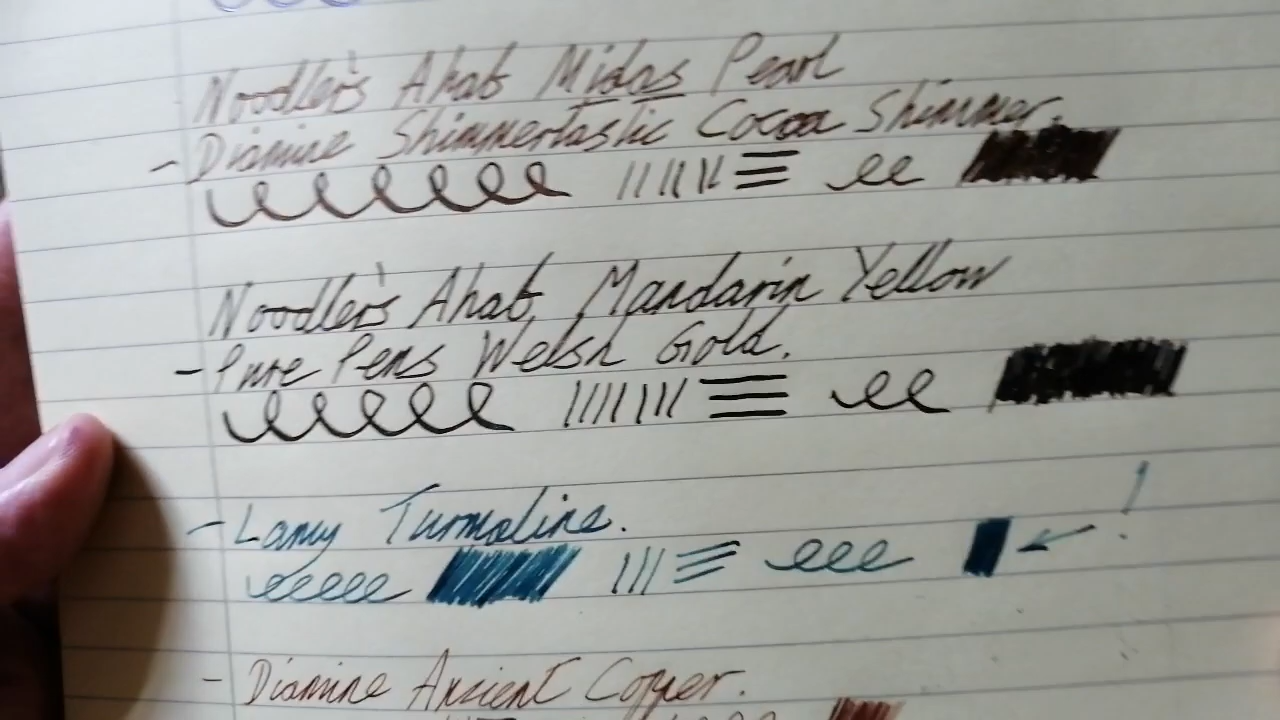 Noodler's Ahab Midas Pearl
- Diamine Shimmertastic Cocoa Shimmer.
Noodler's Ahab, Mandarin Yellow
- Pure Pens Welsh Gold.
- Lamy Turmaline.
!
- Diamine Ancient Copper.